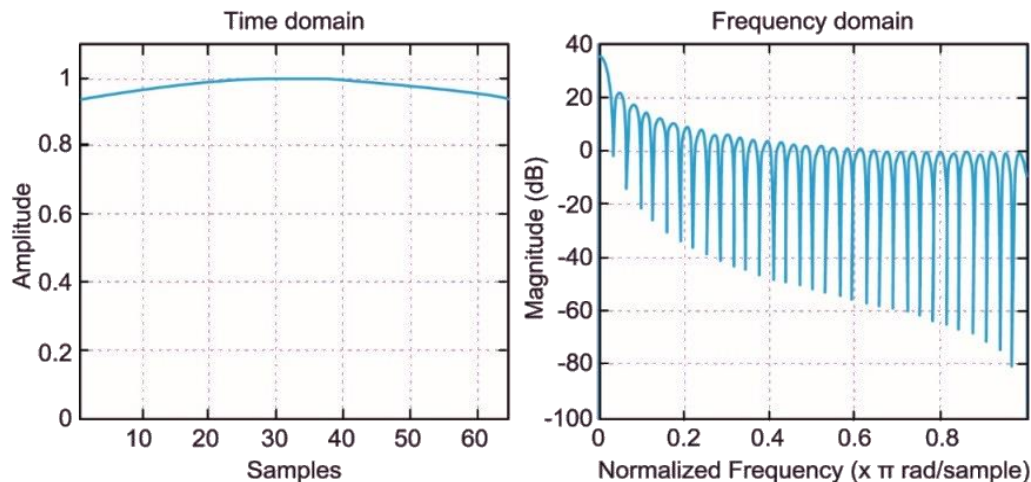 Time domain
Amplitude
1
0.8
0.6
0.4
0.2
0
10 20 30 40 50 60
Samples
Frequency domain
Magnitude (dB)
40
20
0
-20
-40
-60
-80
-100
0 0.2 0.4 0.6 0.8
Normalized Frequency (x π rad/sample)